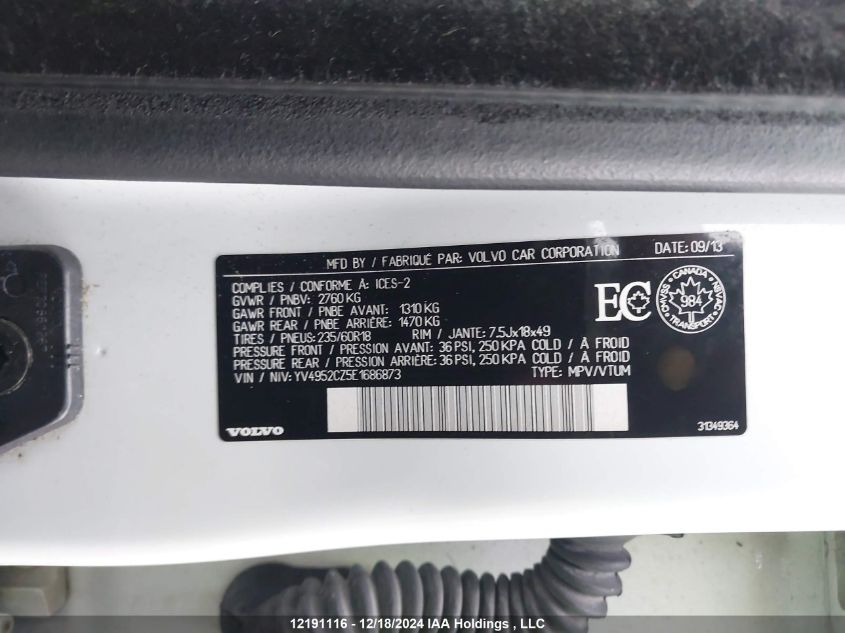 MFD BY / FABRIQUÉ PAR: VOLVO CAR CORPORATION DATE: 09/13
COMPLIES / CONFORME À: ICES-2
GVWR / PNBV: 2760 KG
GAWR FRONT / PNBE AVANT: 1310 KG
GAWR REAR / PNBE ARRIÈRE: 1470 KG
TIRES / PNEUS: 235/60R18 RIM / JANTE: 7.5Jx18x49
PRESSURE FRONT / PRESSION AVANT: 36 PSI, 250 KPA COLD / À FROID
PRESSURE REAR / PRESSION ARRIÈRE: 36 PSI, 250 KPA COLD / À FROID
VIN / NIV: YV4952CZ5E1686873 TYPE: MPV/VTUM
EC
CANADA
SSMVC
984
NSVAC
TRANSPORT
VOLVO
31349364
12191116 - 12/18/2024 IAA Holdings , LLC